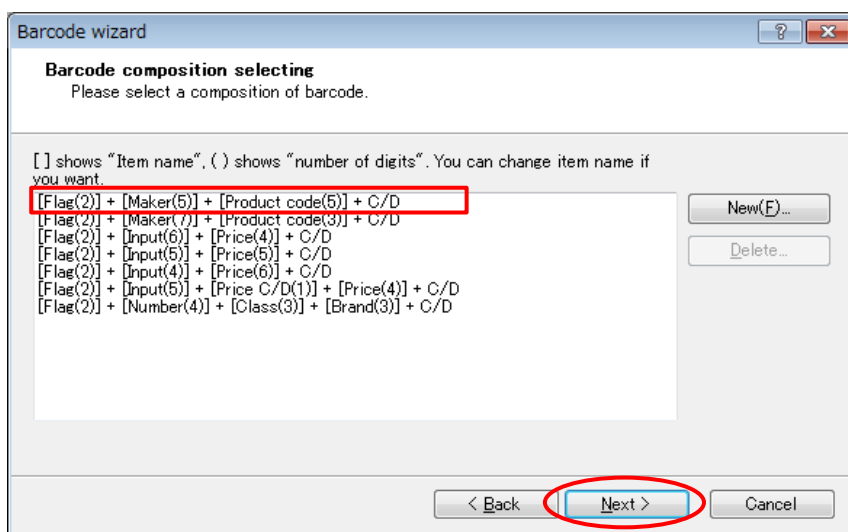 Barcode wizard
?
Barcode composition selecting
Please select a composition of barcode.
[ ] shows "Item name", ( ) shows "number of digits". You can change item name if
you want.
[Flag(2)] + [Maker(5)] + [Product code(5)] + C/D
[Flag(2)] + [Maker(7)] + [Product code(3)] + C/D
[Flag(2)] + [Input(6)] + [Price(4)] + C/D
[Flag(2)] + [Input(5)] + [Price(5)] + C/D
[Flag(2)] + [Input(4)] + [Price(6)] + C/D
[Flag(2)] + [Input(5)] + [Price C/D(1)] + [Price(4)] + C/D
[Flag(2)] + [Number(4)] + [Class(3)] + [Brand(3)] + C/D
New(F)...
Delete...
< Back
Next >
Cancel